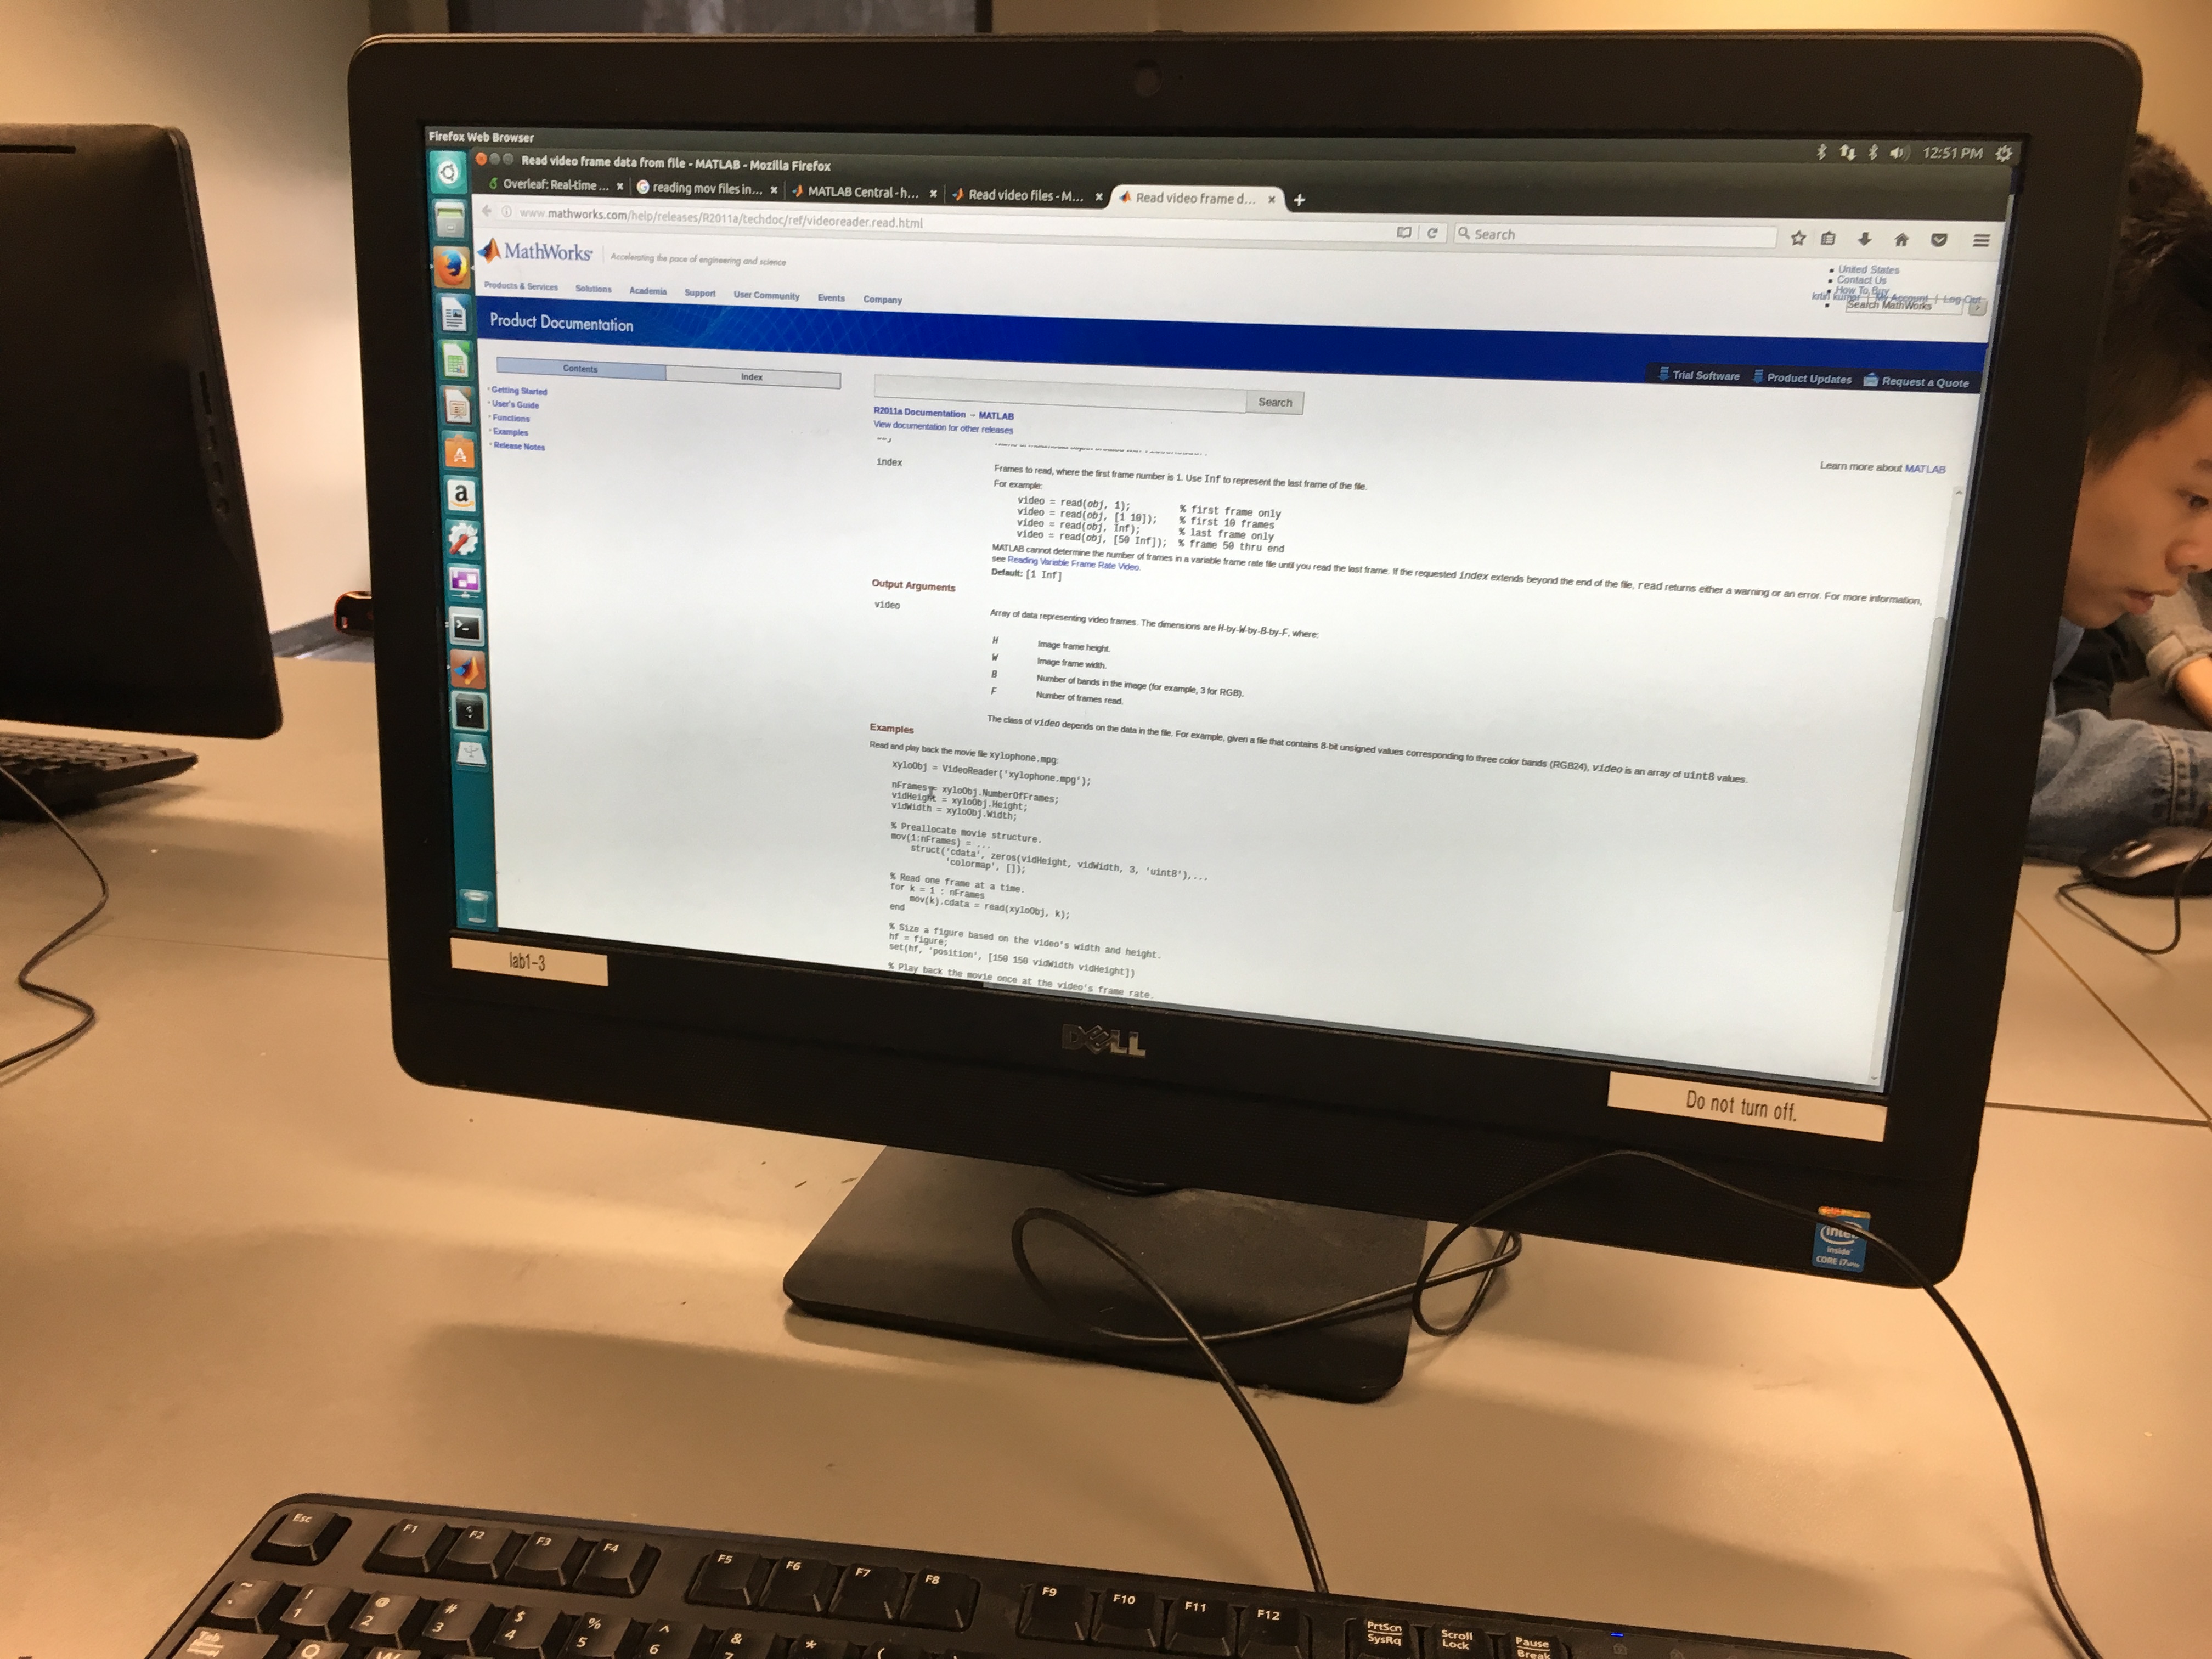 Firefox Web Browser
12:51 PM
Read video frame data from file - MATLAB - Mozilla Firefox
Overleaf: Real-time ...
reading mov files in...
MATLAB Central - h...
Read video files - M...
Read video frame d...
www.mathworks.com/help/releases/R2011a/techdoc/ref/videoreader.read.html
Search
MathWorks
Accelerating the pace of engineering and science
United States
Contact Us
How To Buy
My Account | Log Out
Search MathWorks
Products & Services Solutions Academia Support User Community Events Company
Product Documentation
Trial Software Product Updates Request a Quote
Contents Index
Getting Started
User's Guide
Functions
Examples
Release Notes
Search
R2011a Documentation → MATLAB
View documentation for other releases
Learn more about MATLAB
index
Frames to read, where the first frame number is 1. Use Inf to represent the last frame of the file.
For example:
video = read(obj, 1); % first frame only
video = read(obj, [1 10]); % first 10 frames
video = read(obj, Inf); % last frame only
video = read(obj, [50 Inf]); % frame 50 thru end
MATLAB cannot determine the number of frames in a variable frame rate file until you read the last frame. If the requested index extends beyond the end of the file, read returns either a warning or an error. For more information,
see Reading Variable Frame Rate Video.
Default: [1 Inf]
Output Arguments
video
Array of data representing video frames. The dimensions are H-by-W-by-B-by-F, where:
H Image frame height.
W Image frame width.
B Number of bands in the image (for example, 3 for RGB).
F Number of frames read.
The class of video depends on the data in the file. For example, given a file that contains 8-bit unsigned values corresponding to three color bands (RGB24), video is an array of uint8 values.
Examples
Read and play back the movie file xylophone.mpg:
xyloObj = VideoReader('xylophone.mpg');
nFrames = xyloObj.NumberOfFrames;
vidHeight = xyloObj.Height;
vidWidth = xyloObj.Width;
% Preallocate movie structure.
mov(1:nFrames) = ...
struct('cdata', zeros(vidHeight, vidWidth, 3, 'uint8'),...
'colormap', []);
% Read one frame at a time.
for k = 1 : nFrames
mov(k).cdata = read(xyloObj, k);
end
% Size a figure based on the video's width and height.
hf = figure;
set(hf, 'position', [150 150 vidWidth vidHeight])
% Play back the movie once at the video's frame rate.
lab1-3
DELL
Do not turn off.
intel
inside
CORE i7
Esc F1 F2 F3 F4 F5 F6 F7 F8 F9 F10 F11 F12 PrtScn SysRq Scroll Lock Pause Break
~ ! 1 @ 2 # 3 $ 4 % 5 ^ 6 & 7 * (
Tab Q W